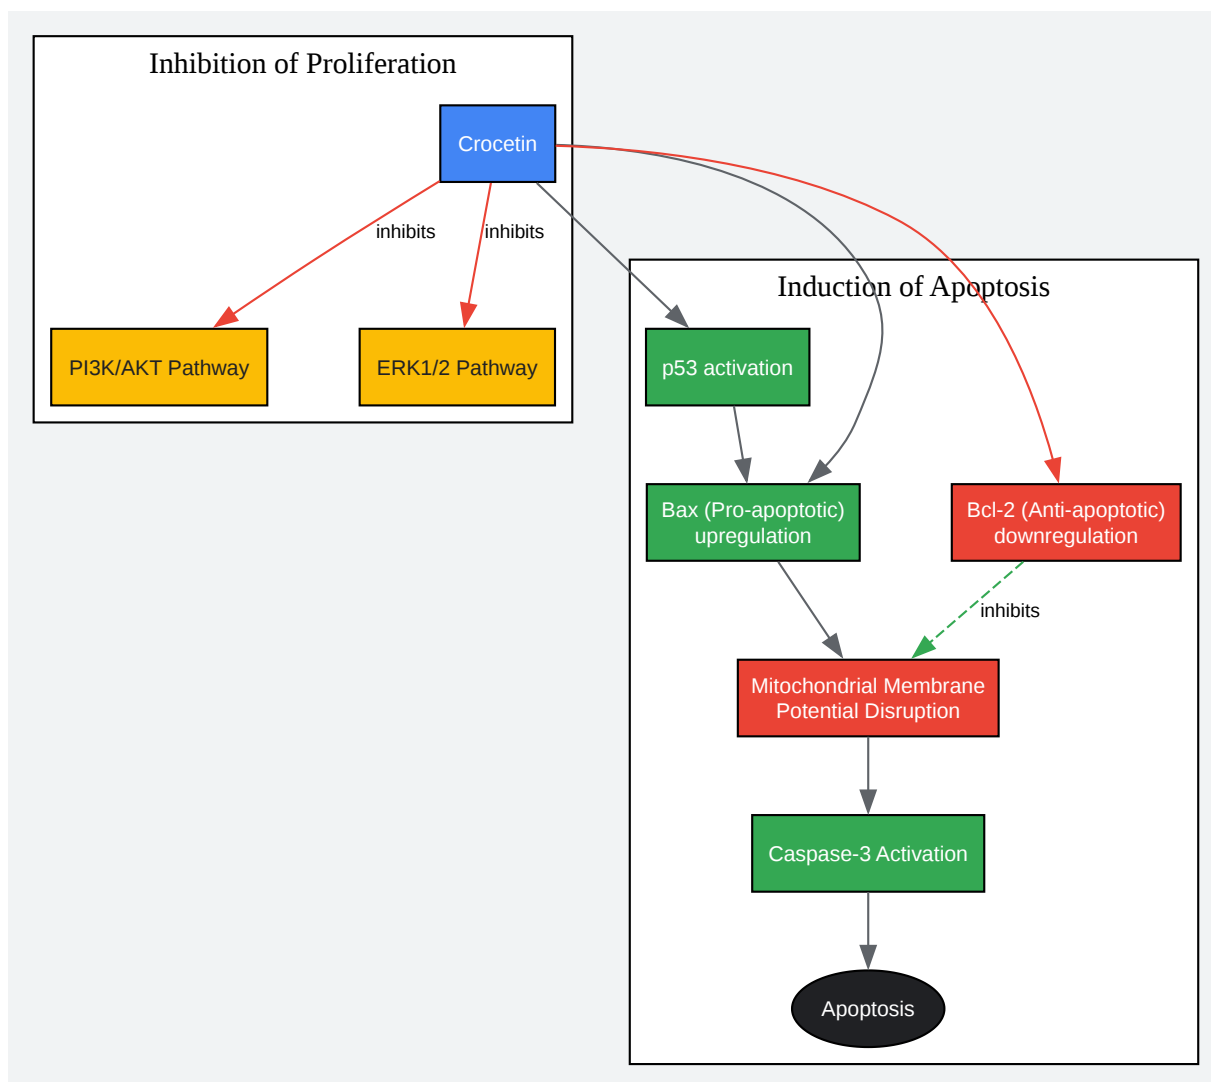 Inhibition of Proliferation
Crocetin
inhibits
inhibits
PI3K/AKT Pathway
ERK1/2 Pathway
Induction of Apoptosis
p53 activation
Bax (Pro-apoptotic)
upregulation
Bcl-2 (Anti-apoptotic)
downregulation
inhibits
Mitochondrial Membrane
Potential Disruption
Caspase-3 Activation
Apoptosis